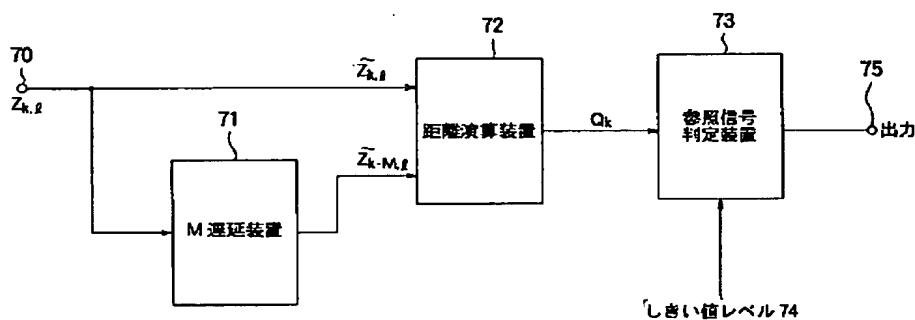 70
Z̃k,ℓ
71
M 遅延装置
Z̃k,ℓ
Z̃k-M,ℓ
72
距離演算装置
Qk
73
参照信号
判定装置
75
出力
しきい値レベル 74